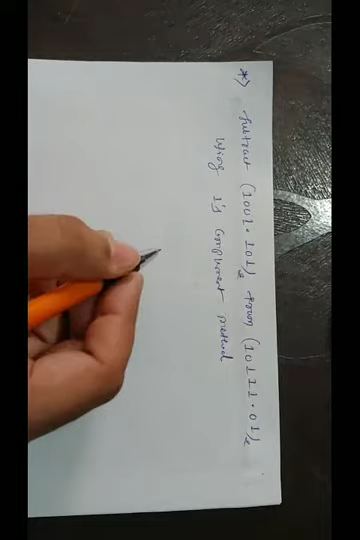 *) Subtract (1001.101)₂ from (10111.01)₂
Using 1's complement method